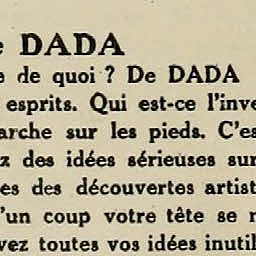 DADA
de quoi ? De DADA
esprits. Qui est-ce l'inve
arche sur les pieds. C'es
z des idées sérieuses sur
es des découvertes artist
'un coup votre tête se
vez toutes vos idées inutil